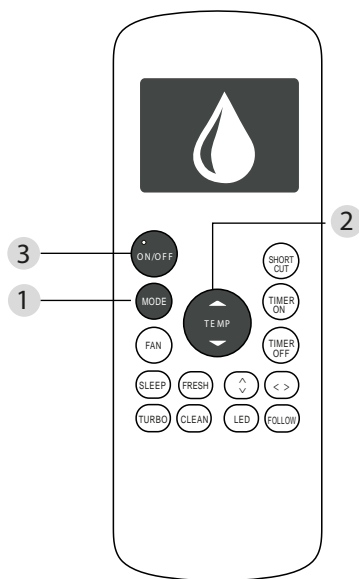 2
3
ON/OFF
SHORT
CUT
1
MODE
TEMP
TIMER
ON
FAN
TIMER
OFF
SLEEP FRESH < >
TURBO CLEAN LED FOLLOW